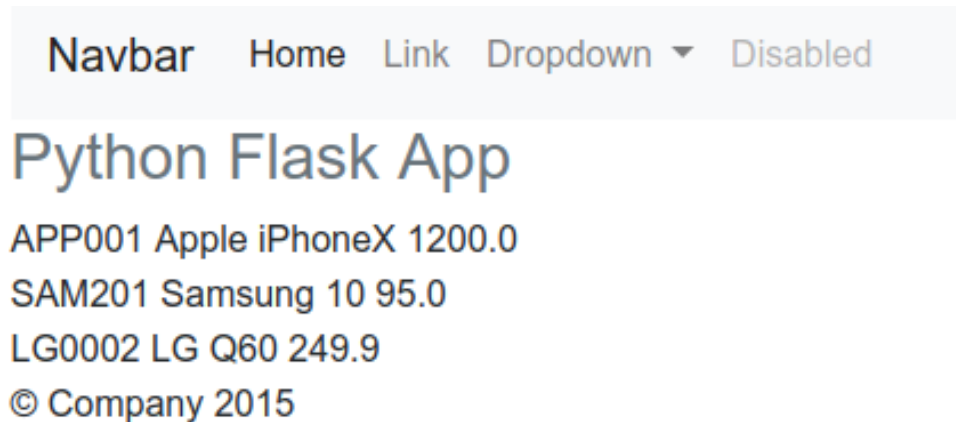 Navbar Home Link Dropdown Disabled
Python Flask App
APP001 Apple iPhoneX 1200.0
SAM201 Samsung 10 95.0
LG0002 LG Q60 249.9
© Company 2015